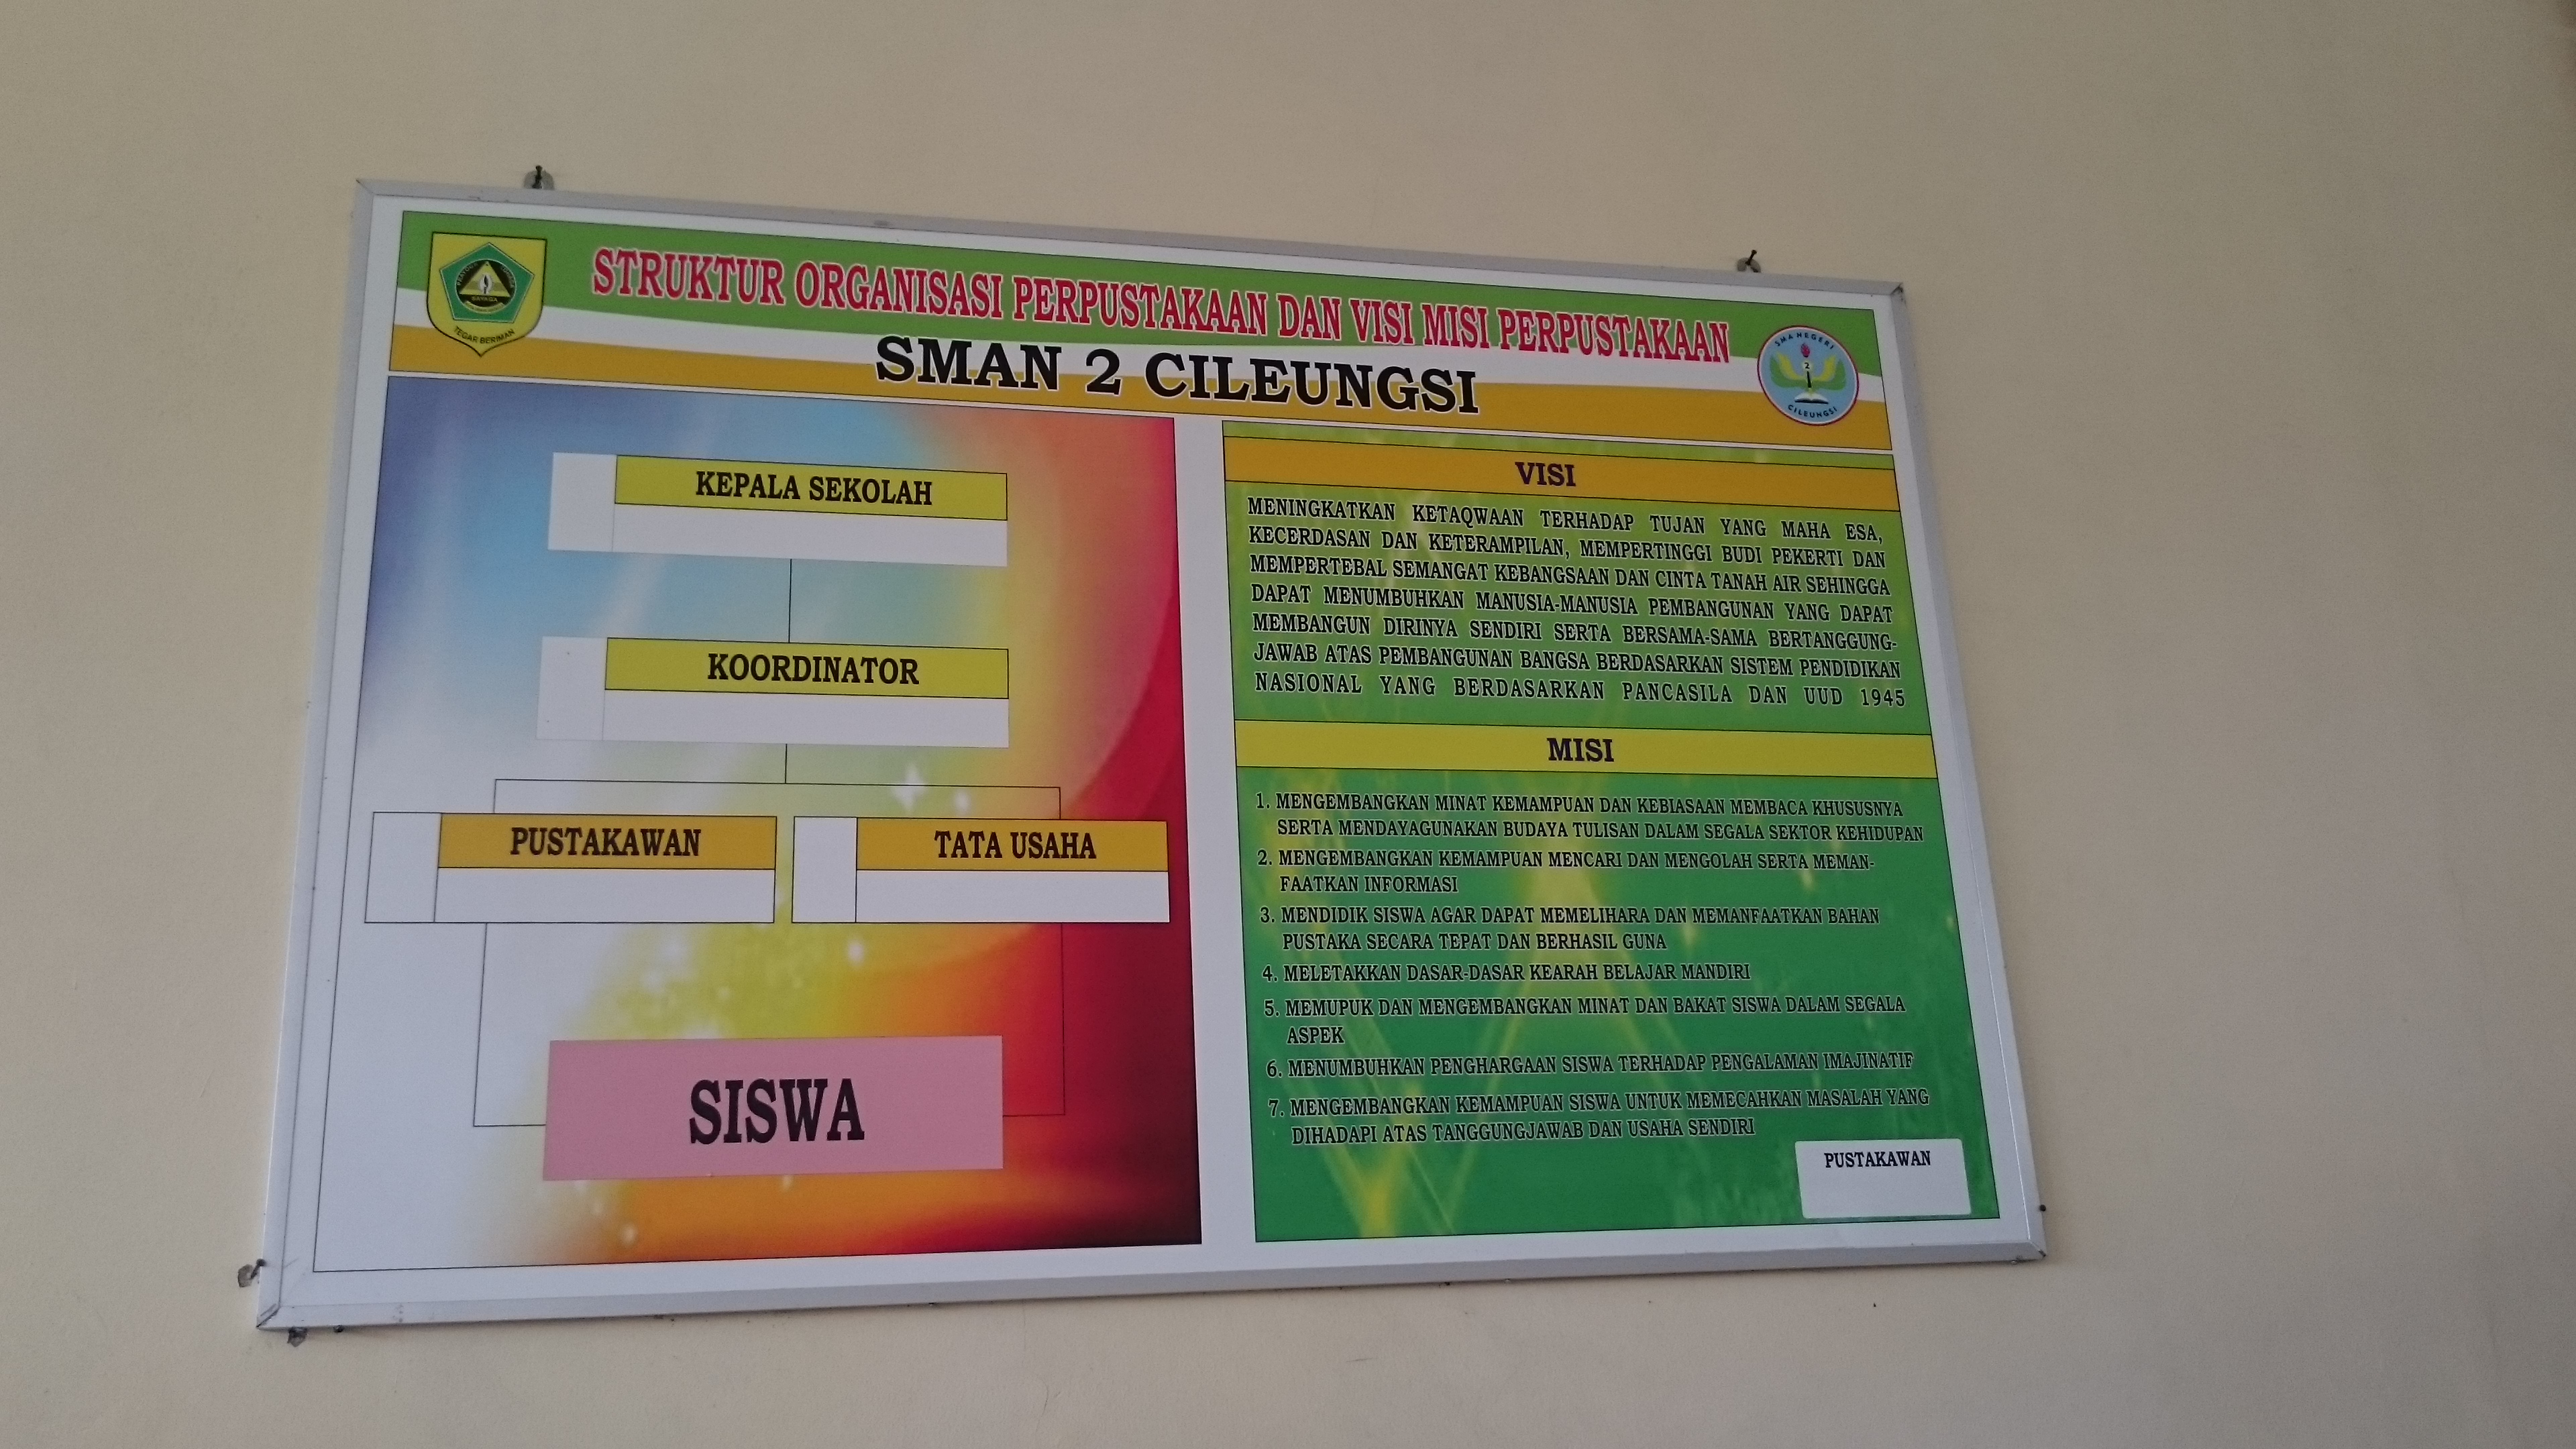 STRUKTUR ORGANISASI PERPUSTAKAAN DAN VISI MISI PERPUSTAKAAN
SMAN 2 CILEUNGSI
TEGAR BERIMAN
SMA NEGERI
2
CILEUNGSI
KEPALA SEKOLAH
KOORDINATOR
PUSTAKAWAN
TATA USAHA
SISWA
VISI
MENINGKATKAN KETAQWAAN TERHADAP TUJAN YANG MAHA ESA,
KECERDASAN DAN KETERAMPILAN, MEMPERTINGGI BUDI PEKERTI DAN
MEMPERTEBAL SEMANGAT KEBANGSAAN DAN CINTA TANAH AIR SEHINGGA
DAPAT MENUMBUHKAN MANUSIA-MANUSIA PEMBANGUNAN YANG DAPAT
MEMBANGUN DIRINYA SENDIRI SERTA BERSAMA-SAMA BERTANGGUNG-
JAWAB ATAS PEMBANGUNAN BANGSA BERDASARKAN SISTEM PENDIDIKAN
NASIONAL YANG BERDASARKAN PANCASILA DAN UUD 1945
MISI
1. MENGEMBANGKAN MINAT KEMAMPUAN DAN KEBIASAAN MEMBACA KHUSUSNYA
SERTA MENDAYAGUNAKAN BUDAYA TULISAN DALAM SEGALA SEKTOR KEHIDUPAN
2. MENGEMBANGKAN KEMAMPUAN MENCARI DAN MENGOLAH SERTA MEMAN-
FAATKAN INFORMASI
3. MENDIDIK SISWA AGAR DAPAT MEMELIHARA DAN MEMANFAATKAN BAHAN
PUSTAKA SECARA TEPAT DAN BERHASIL GUNA
4. MELETAKKAN DASAR-DASAR KEARAH BELAJAR MANDIRI
5. MEMUPUK DAN MENGEMBANGKAN MINAT DAN BAKAT SISWA DALAM SEGALA
ASPEK
6. MENUMBUHKAN PENGHARGAAN SISWA TERHADAP PENGALAMAN IMAJINATIF
7. MENGEMBANGKAN KEMAMPUAN SISWA UNTUK MEMECAHKAN MASALAH YANG
DIHADAPI ATAS TANGGUNGJAWAB DAN USAHA SENDIRI
PUSTAKAWAN